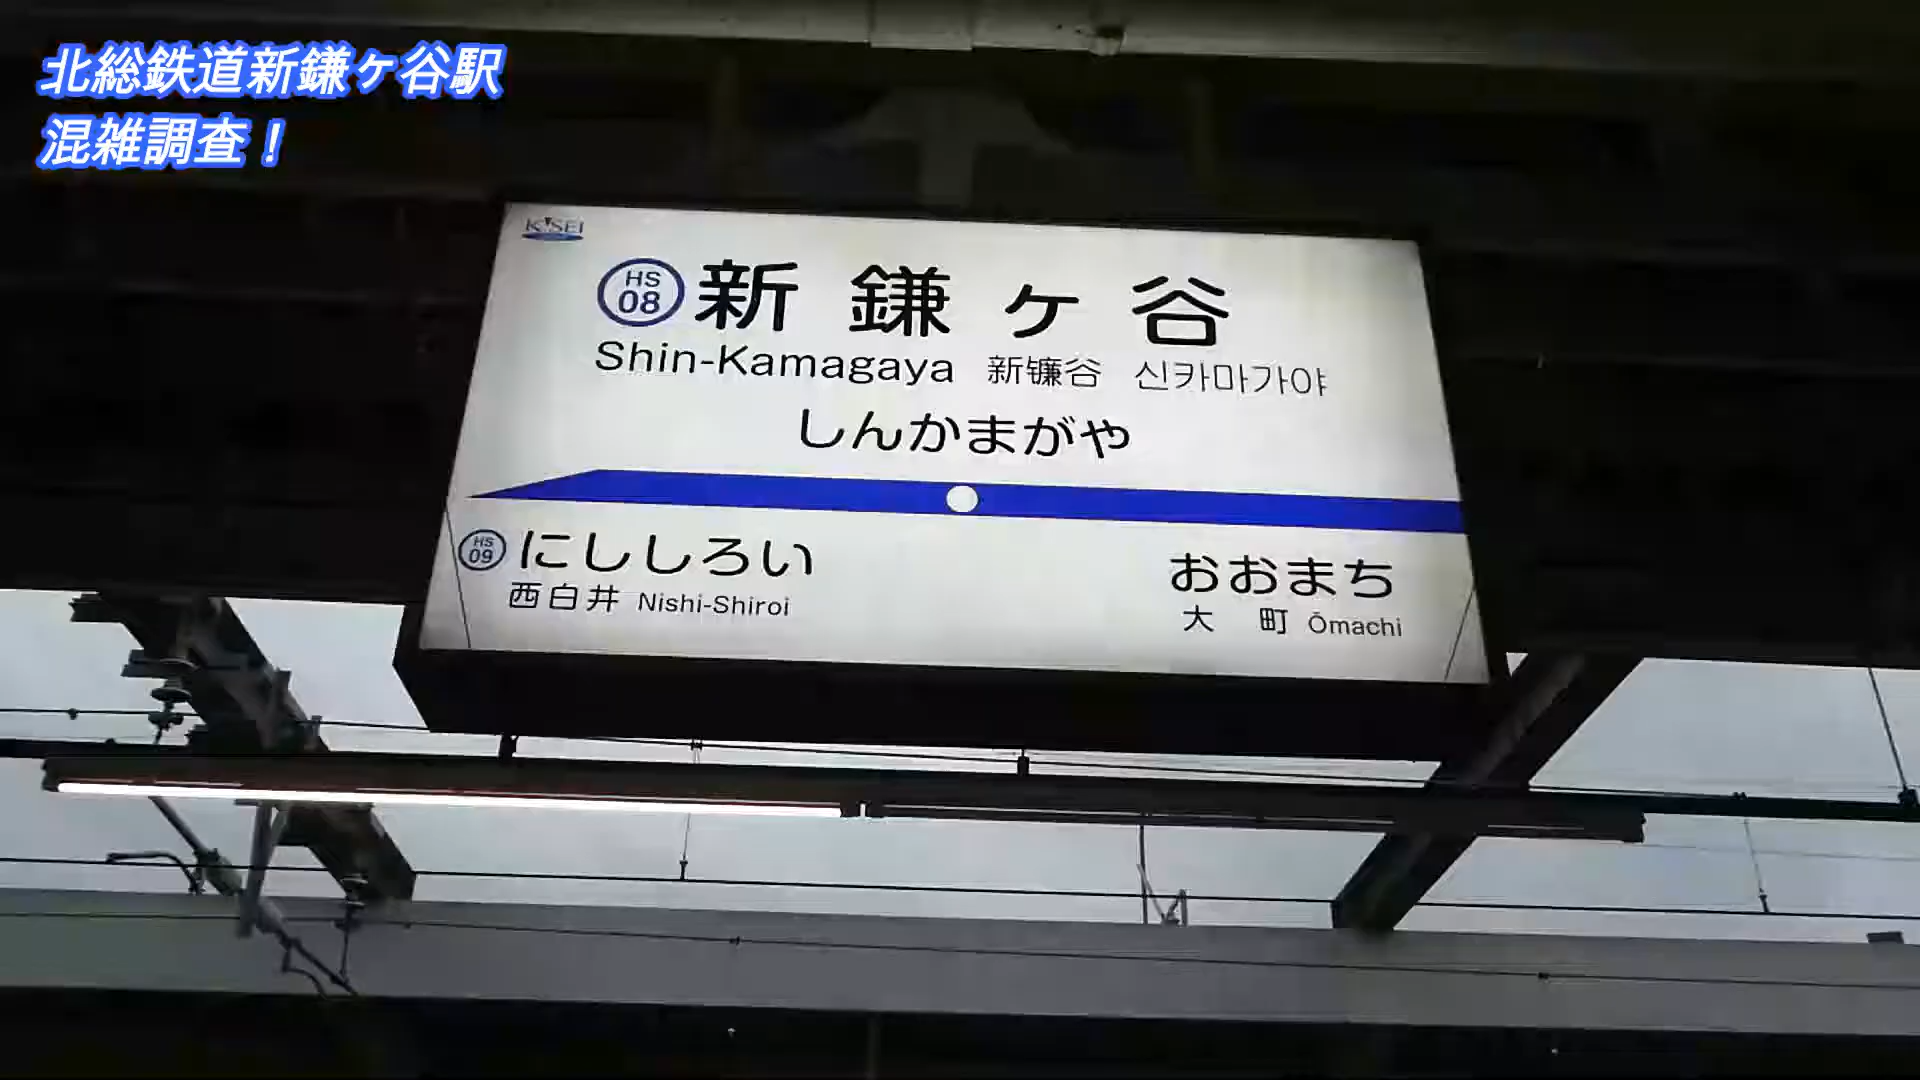 北総鉄道新鎌ヶ谷駅
混雑調査！
K'SEI
HS 08 新鎌ヶ谷
Shin-Kamagaya 新镰谷 신카마가야
しんかまがや
HS 09 にししろい おおまち
西白井 Nishi-Shiroi 大町 Ōmachi